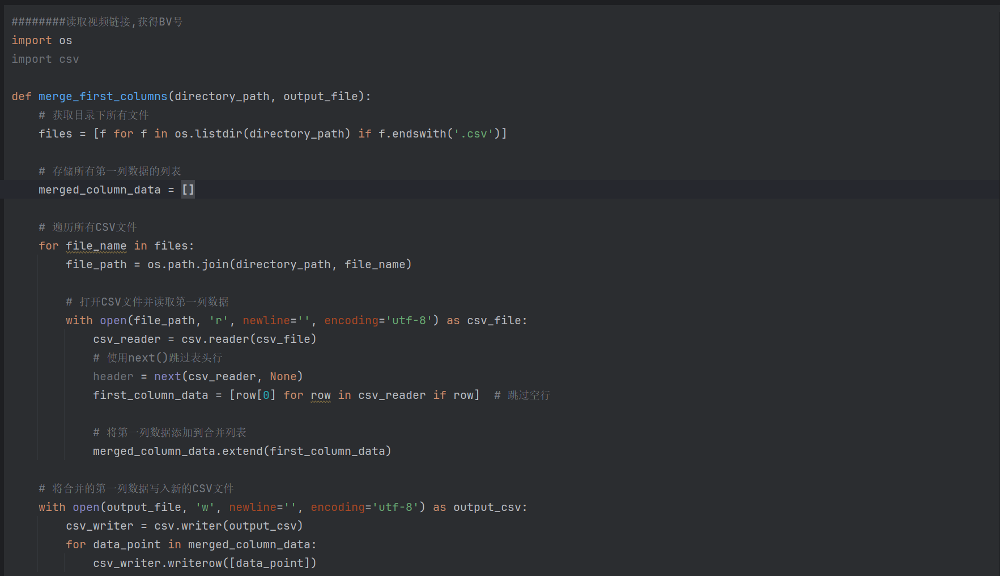 ########读取视频链接,获得BV号
import os
import csv
def merge_first_columns(directory_path, output_file):
# 获取目录下所有文件
files = [f for f in os.listdir(directory_path) if f.endswith('.csv')]
# 存储所有第一列数据的列表
merged_column_data = []
# 遍历所有CSV文件
for file_name in files:
file_path = os.path.join(directory_path, file_name)
# 打开CSV文件并读取第一列数据
with open(file_path, 'r', newline='', encoding='utf-8') as csv_file:
csv_reader = csv.reader(csv_file)
# 使用next()跳过表头行
header = next(csv_reader, None)
first_column_data = [row[0] for row in csv_reader if row]  # 跳过空行
# 将第一列数据添加到合并列表
merged_column_data.extend(first_column_data)
# 将合并的第一列数据写入新的CSV文件
with open(output_file, 'w', newline='', encoding='utf-8') as output_csv:
csv_writer = csv.writer(output_csv)
for data_point in merged_column_data:
csv_writer.writerow([data_point])